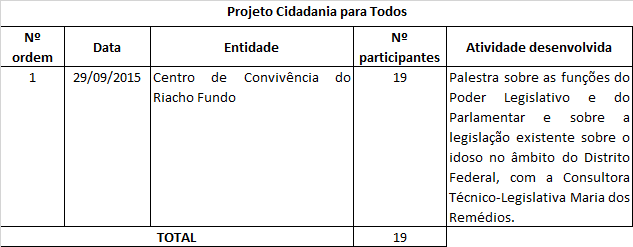 Projeto Cidadania para Todos
Nº ordem Data Entidade Nº participantes Atividade desenvolvida
1 29/09/2015 Centro de Convivência do Riacho Fundo 19 Palestra sobre as funções do
Poder Legislativo e do
Parlamentar e sobre a
legislação existente sobre o
idoso no âmbito do Distrito
Federal, com a Consultora
Técnico-Legislativa Maria dos
Remédios.
TOTAL 19